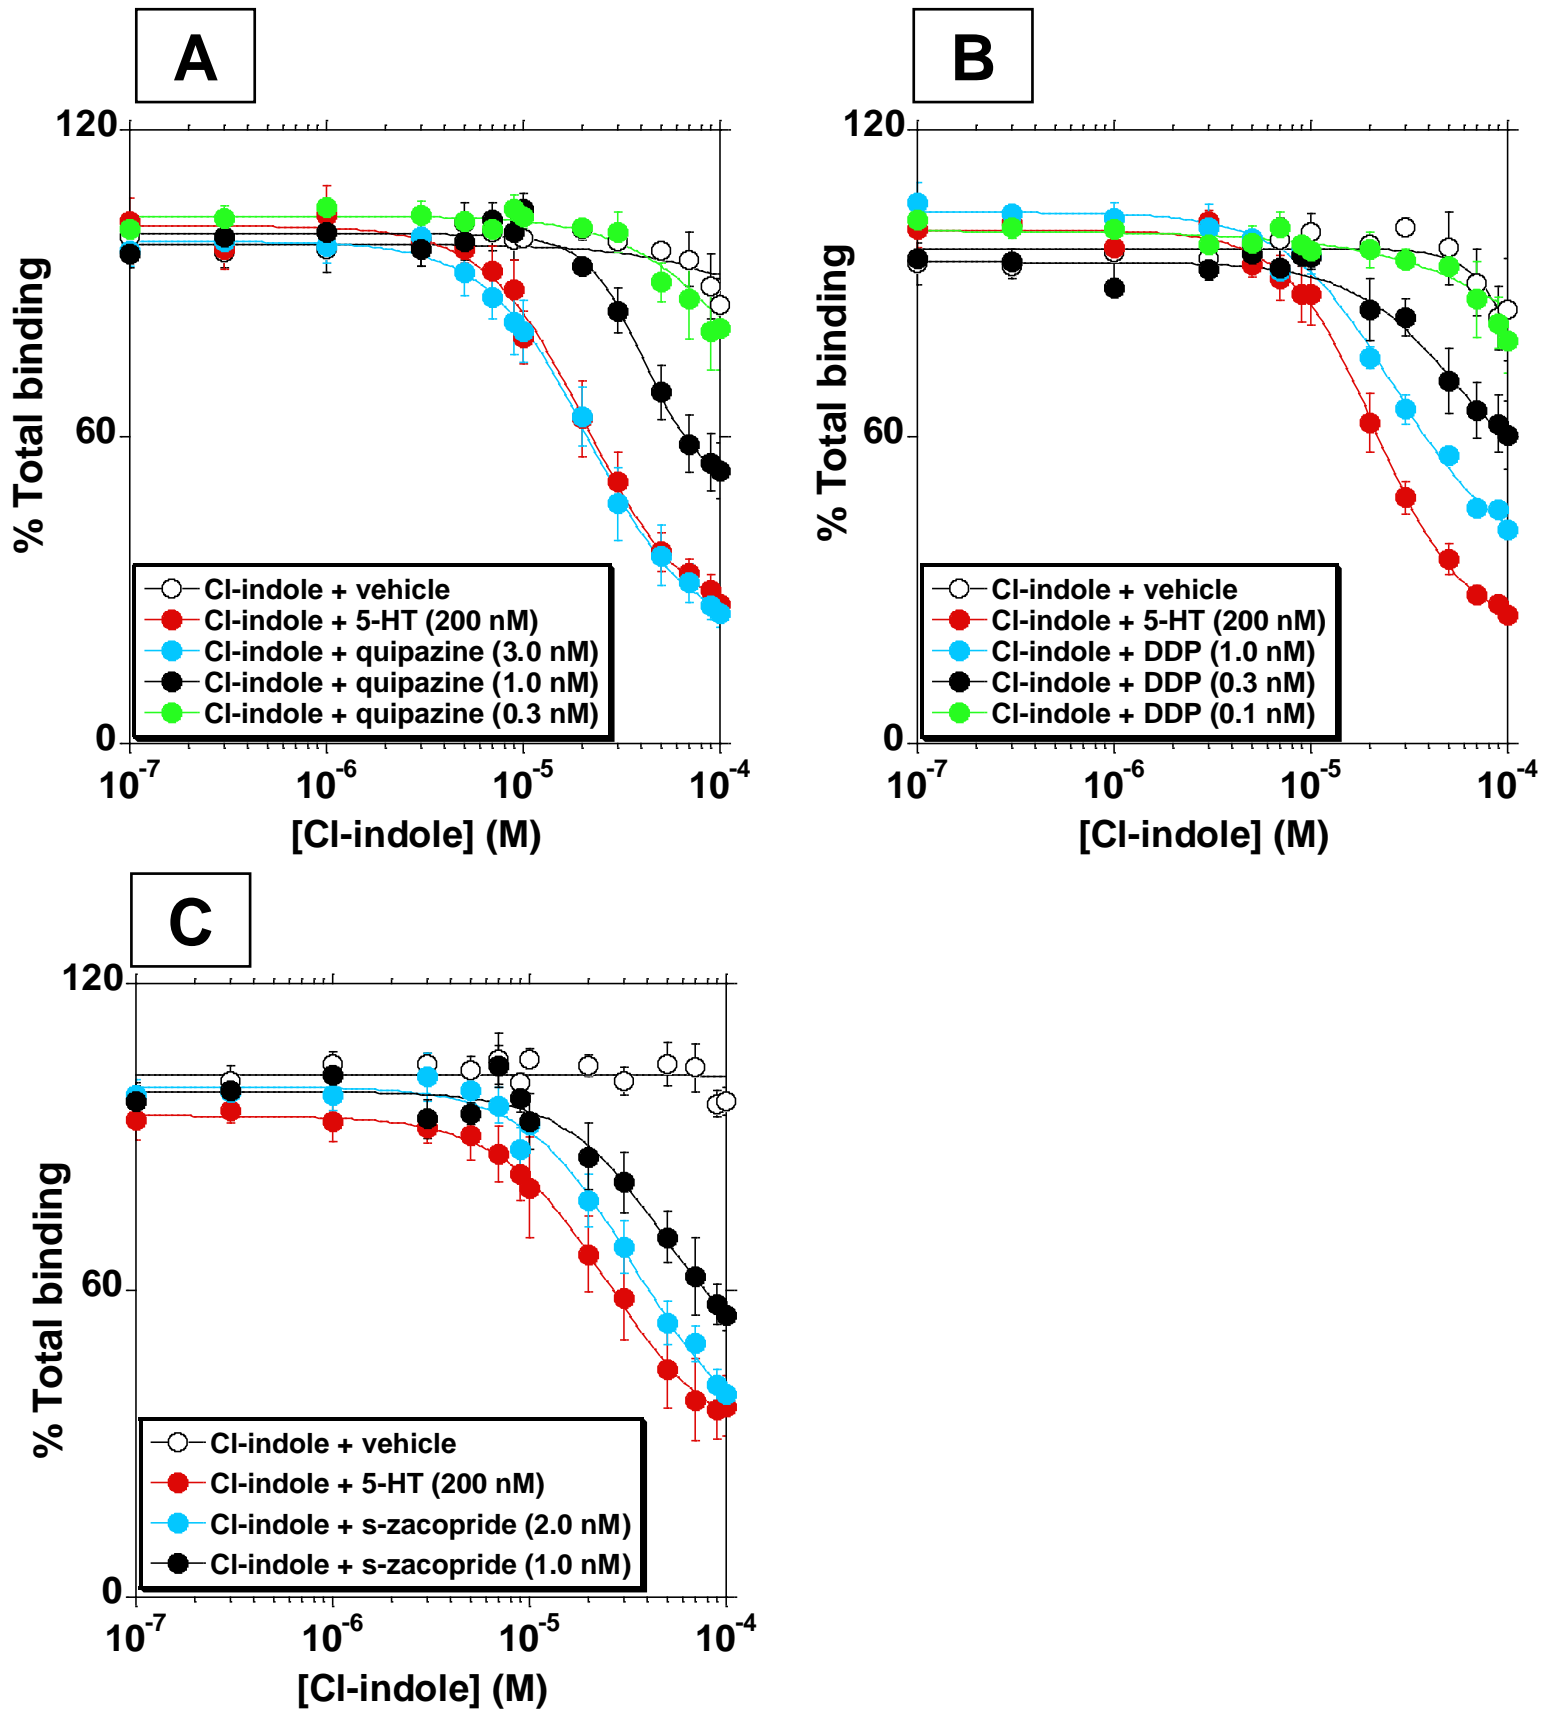 A
120
60
0
% Total binding
Cl-indole + vehicle
Cl-indole + 5-HT (200 nM)
Cl-indole + quipazine (3.0 nM)
Cl-indole + quipazine (1.0 nM)
Cl-indole + quipazine (0.3 nM)
10⁻⁷ 10⁻⁶ 10⁻⁵ 10⁻⁴
[Cl-indole] (M)
B
120
60
0
% Total binding
Cl-indole + vehicle
Cl-indole + 5-HT (200 nM)
Cl-indole + DDP (1.0 nM)
Cl-indole + DDP (0.3 nM)
Cl-indole + DDP (0.1 nM)
10⁻⁷ 10⁻⁶ 10⁻⁵ 10⁻⁴
[Cl-indole] (M)
C
120
60
0
% Total binding
Cl-indole + vehicle
Cl-indole + 5-HT (200 nM)
Cl-indole + s-zacopride (2.0 nM)
Cl-indole + s-zacopride (1.0 nM)
10⁻⁷ 10⁻⁶ 10⁻⁵ 10⁻⁴
[Cl-indole] (M)